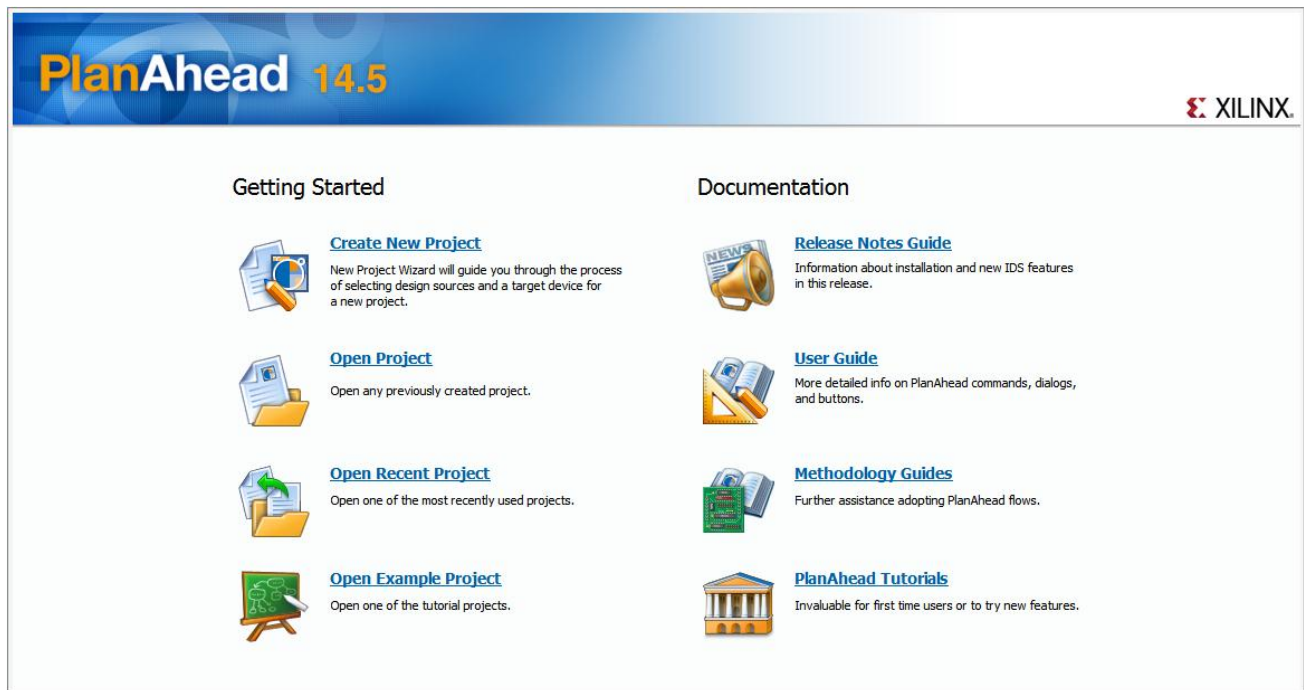 PlanAhead 14.5
XILINX.
Getting Started
Create New Project
New Project Wizard will guide you through the process
of selecting design sources and a target device for
a new project.
Open Project
Open any previously created project.
Open Recent Project
Open one of the most recently used projects.
Open Example Project
Open one of the tutorial projects.
Documentation
NEWS
Release Notes Guide
Information about installation and new IDS features
in this release.
User Guide
More detailed info on PlanAhead commands, dialogs,
and buttons.
Methodology Guides
Further assistance adopting PlanAhead flows.
PlanAhead Tutorials
Invaluable for first time users or to try new features.